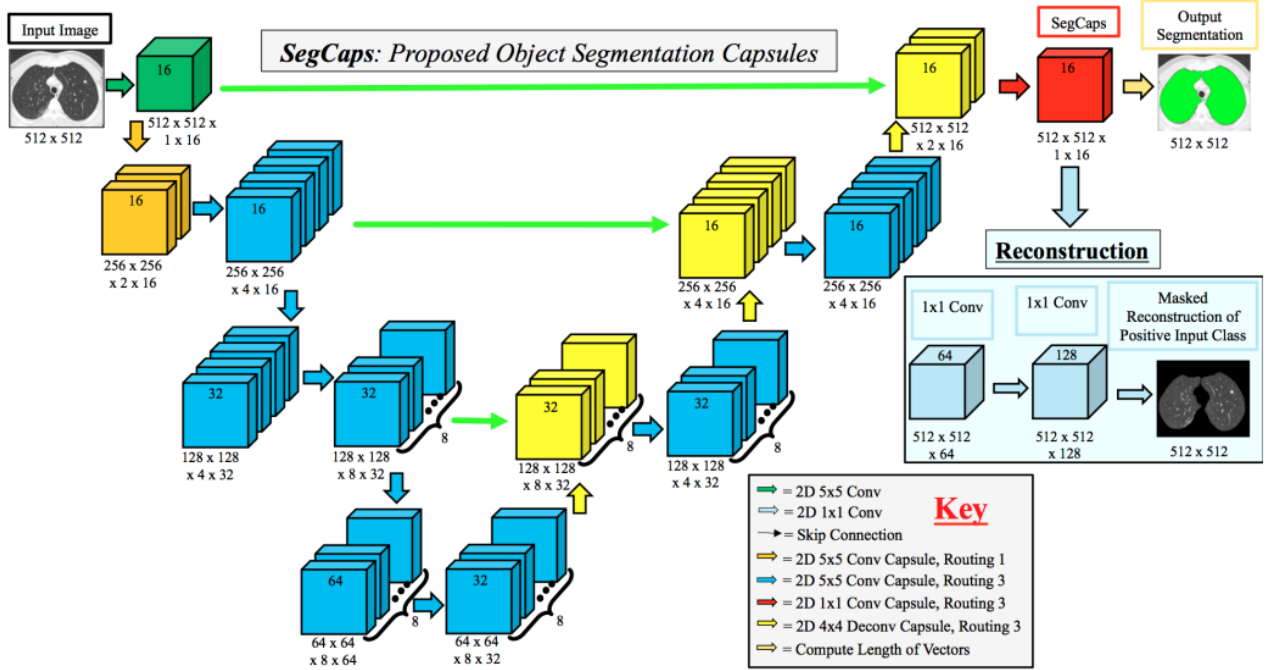 Input Image
16
512 x 512
512 x 512 x
1 x 16
SegCaps: Proposed Object Segmentation Capsules
16
512 x 512
x 2 x 16
SegCaps
16
512 x 512 x
1 x 16
Output
Segmentation
512 x 512
16
256 x 256
x 2 x 16
16
256 x 256
x 4 x 16
16
256 x 256
x 4 x 16
16
256 x 256
x 4 x 16
32
128 x 128
x 4 x 32
32
8
128 x 128
x 8 x 32
32
8
128 x 128
x 8 x 32
32
8
128 x 128
x 4 x 32
64
8
64 x 64
x 8 x 64
32
8
64 x 64
x 8 x 32
Reconstruction
1x1 Conv
64
512 x 512
x 64
1x1 Conv
128
512 x 512
x 128
Masked
Reconstruction of
Positive Input Class
512 x 512
Key
= 2D 5x5 Conv
= 2D 1x1 Conv
= Skip Connection
= 2D 5x5 Conv Capsule, Routing 1
= 2D 5x5 Conv Capsule, Routing 3
= 2D 1x1 Conv Capsule, Routing 3
= 2D 4x4 Deconv Capsule, Routing 3
= Compute Length of Vectors